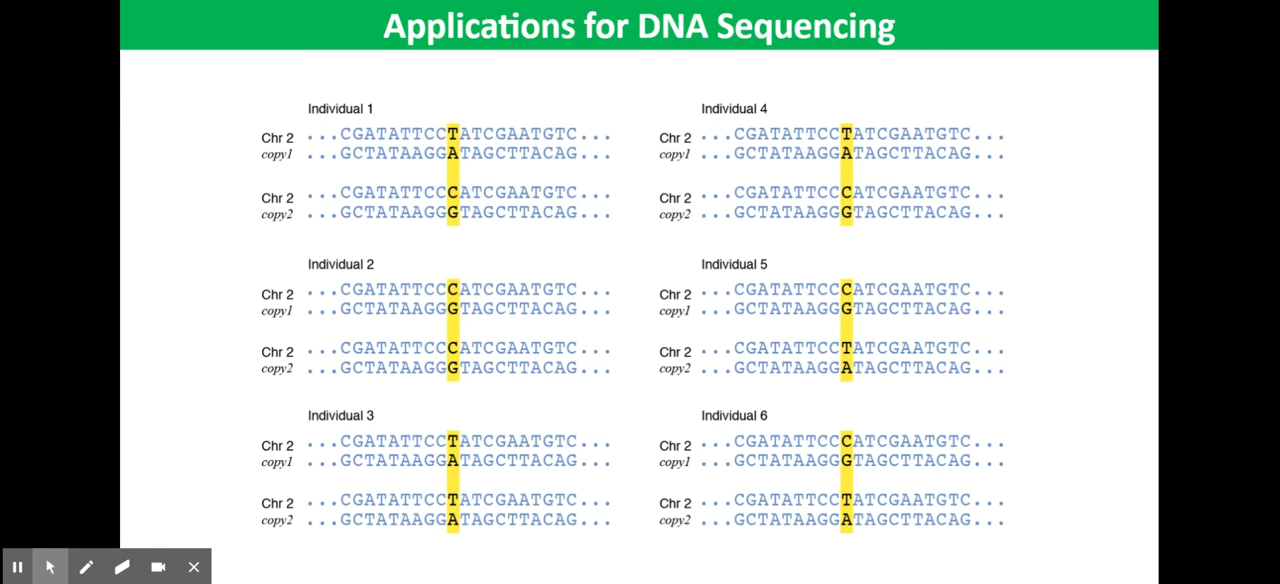 Applications for DNA Sequencing
Individual 1
Chr 2 ...CGATATTCCTATCGAATGTC...
copy1 ...GCTATAAGGATAGCTTACAG...
Chr 2 ...CGATATTCCCATCGAATGTC...
copy2 ...GCTATAAGGGTAGCTTACAG...
Individual 2
Chr 2 ...CGATATTCCCATCGAATGTC...
copy1 ...GCTATAAGGGTAGCTTACAG...
Chr 2 ...CGATATTCCCATCGAATGTC...
copy2 ...GCTATAAGGGTAGCTTACAG...
Individual 3
Chr 2 ...CGATATTCCTATCGAATGTC...
copy1 ...GCTATAAGGATAGCTTACAG...
Chr 2 ...CGATATTCCTATCGAATGTC...
copy2 ...GCTATAAGGATAGCTTACAG...
Individual 4
Chr 2 ...CGATATTCCTATCGAATGTC...
copy1 ...GCTATAAGGATAGCTTACAG...
Chr 2 ...CGATATTCCCATCGAATGTC...
copy2 ...GCTATAAGGGTAGCTTACAG...
Individual 5
Chr 2 ...CGATATTCCCATCGAATGTC...
copy1 ...GCTATAAGGGTAGCTTACAG...
Chr 2 ...CGATATTCCTATCGAATGTC...
copy2 ...GCTATAAGGATAGCTTACAG...
Individual 6
Chr 2 ...CGATATTCCCATCGAATGTC...
copy1 ...GCTATAAGGGTAGCTTACAG...
Chr 2 ...CGATATTCCTATCGAATGTC...
copy2 ...GCTATAAGGATAGCTTACAG...